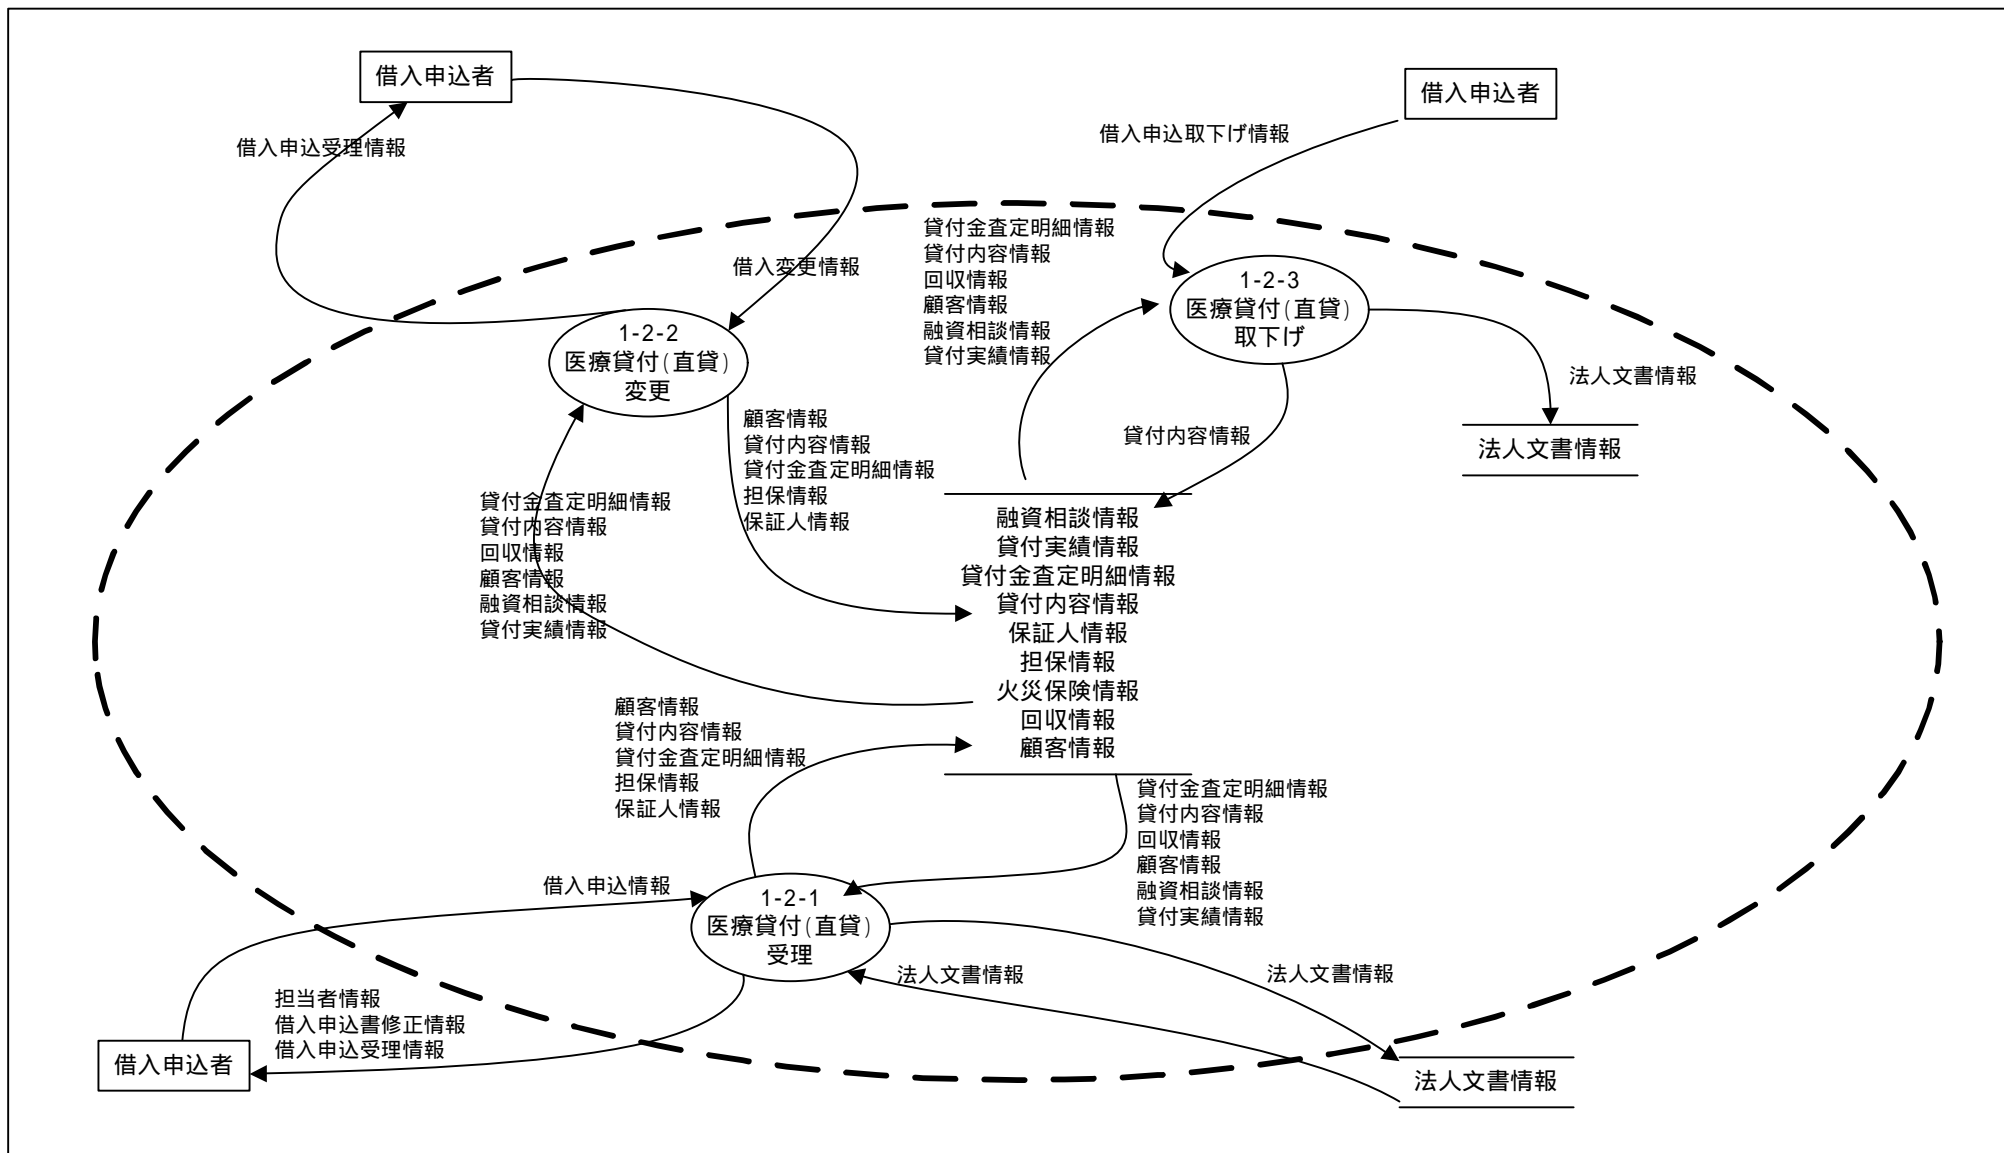 借入申込者
借入申込者
借入申込受理情報
借入申込取下げ情報
借入変更情報
貸付金査定明細情報
貸付内容情報
回収情報
顧客情報
融資相談情報
貸付実績情報
1-2-3
医療貸付(直貸)
取下げ
1-2-2
医療貸付(直貸)
変更
法人文書情報
法人文書情報
貸付内容情報
顧客情報
貸付内容情報
貸付金査定明細情報
担保情報
保証人情報
貸付金査定明細情報
貸付内容情報
回収情報
顧客情報
融資相談情報
貸付実績情報
融資相談情報
貸付実績情報
貸付金査定明細情報
貸付内容情報
保証人情報
担保情報
火災保険情報
回収情報
顧客情報
顧客情報
貸付内容情報
貸付金査定明細情報
担保情報
保証人情報
貸付金査定明細情報
貸付内容情報
回収情報
顧客情報
融資相談情報
貸付実績情報
借入申込情報
1-2-1
医療貸付(直貸)
受理
法人文書情報
法人文書情報
担当者情報
借入申込書修正情報
借入申込受理情報
借入申込者
法人文書情報